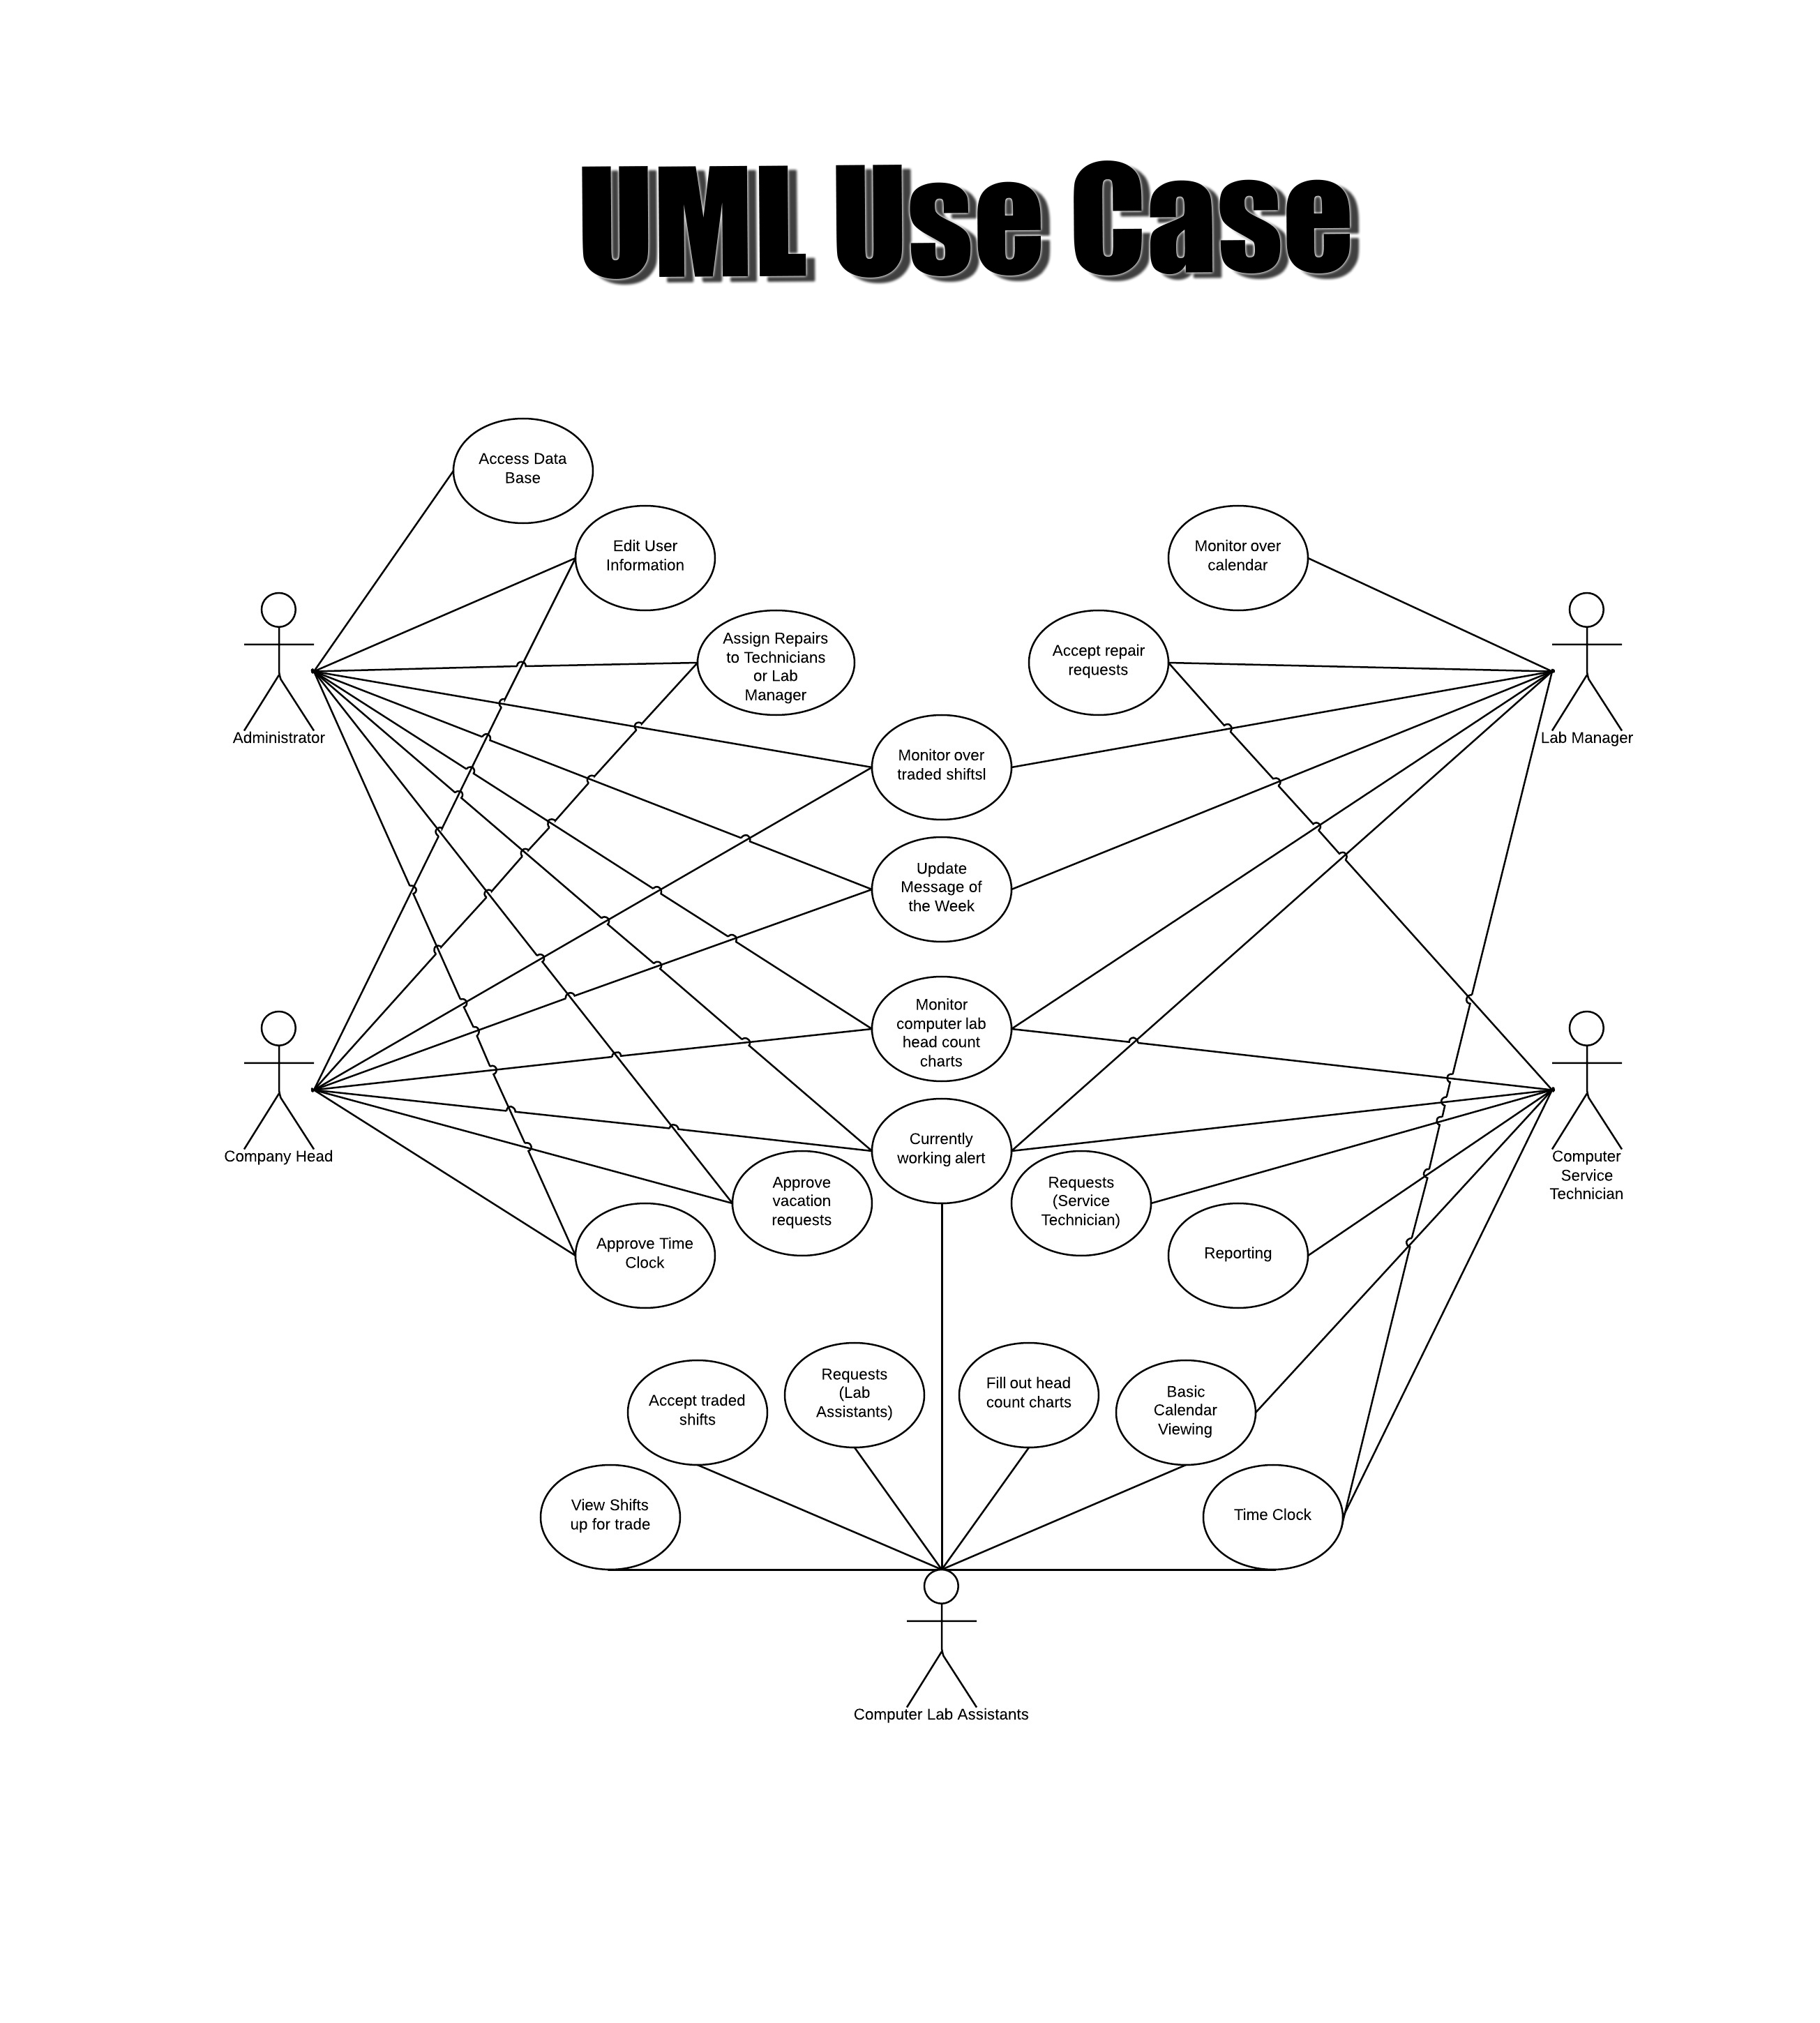 UML Use Case
Access Data
Base
Edit User
Information
Monitor over
calendar
Assign Repairs
to Technicians
or Lab
Manager
Accept repair
requests
Administrator
Lab Manager
Monitor over
traded shiftsl
Update
Message of
the Week
Monitor
computer lab
head count
charts
Company Head
Computer
Service
Technician
Currently
working alert
Approve
vacation
requests
Requests
(Service
Technician)
Approve Time
Clock
Reporting
Accept traded
shifts
Requests
(Lab
Assistants)
Fill out head
count charts
Basic
Calendar
Viewing
View Shifts
up for trade
Time Clock
Computer Lab Assistants